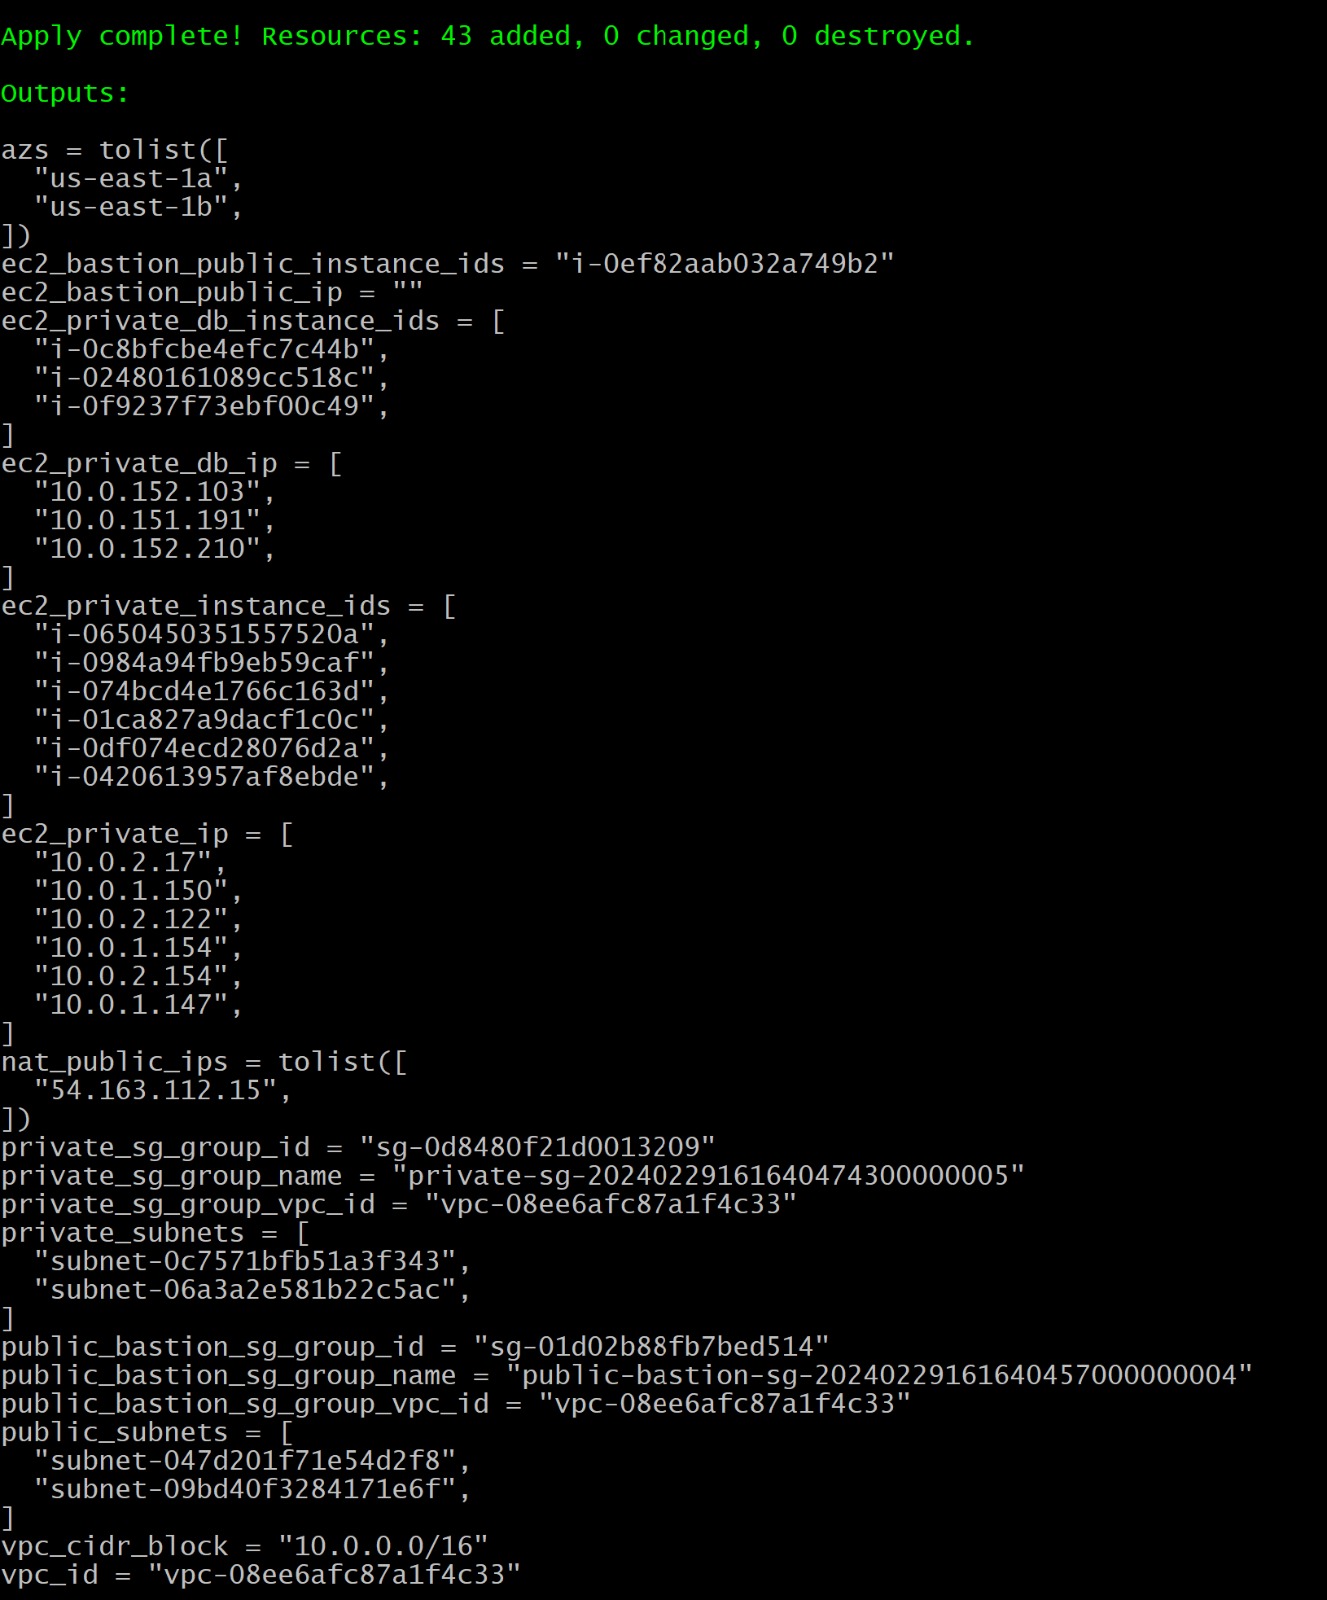 Apply complete! Resources: 43 added, 0 changed, 0 destroyed.
Outputs:
azs = tolist([
  "us-east-1a",
  "us-east-1b",
])
ec2_bastion_public_instance_ids = "i-0ef82aab032a749b2"
ec2_bastion_public_ip = ""
ec2_private_db_instance_ids = [
  "i-0c8bfcbe4efc7c44b",
  "i-02480161089cc518c",
  "i-0f9237f73ebf00c49",
]
ec2_private_db_ip = [
  "10.0.152.103",
  "10.0.151.191",
  "10.0.152.210",
]
ec2_private_instance_ids = [
  "i-0650450351557520a",
  "i-0984a94fb9eb59caf",
  "i-074bcd4e1766c163d",
  "i-01ca827a9dacf1c0c",
  "i-0df074ecd28076d2a",
  "i-0420613957af8ebde",
]
ec2_private_ip = [
  "10.0.2.17",
  "10.0.1.150",
  "10.0.2.122",
  "10.0.1.154",
  "10.0.2.154",
  "10.0.1.147",
]
nat_public_ips = tolist([
  "54.163.112.15",
])
private_sg_group_id = "sg-0d8480f21d0013209"
private_sg_group_name = "private-sg-20240229161640474300000005"
private_sg_group_vpc_id = "vpc-08ee6afc87a1f4c33"
private_subnets = [
  "subnet-0c7571bfb51a3f343",
  "subnet-06a3a2e581b22c5ac",
]
public_bastion_sg_group_id = "sg-01d02b88fb7bed514"
public_bastion_sg_group_name = "public-bastion-sg-20240229161640457000000004"
public_bastion_sg_group_vpc_id = "vpc-08ee6afc87a1f4c33"
public_subnets = [
  "subnet-047d201f71e54d2f8",
  "subnet-09bd40f3284171e6f",
]
vpc_cidr_block = "10.0.0.0/16"
vpc_id = "vpc-08ee6afc87a1f4c33"